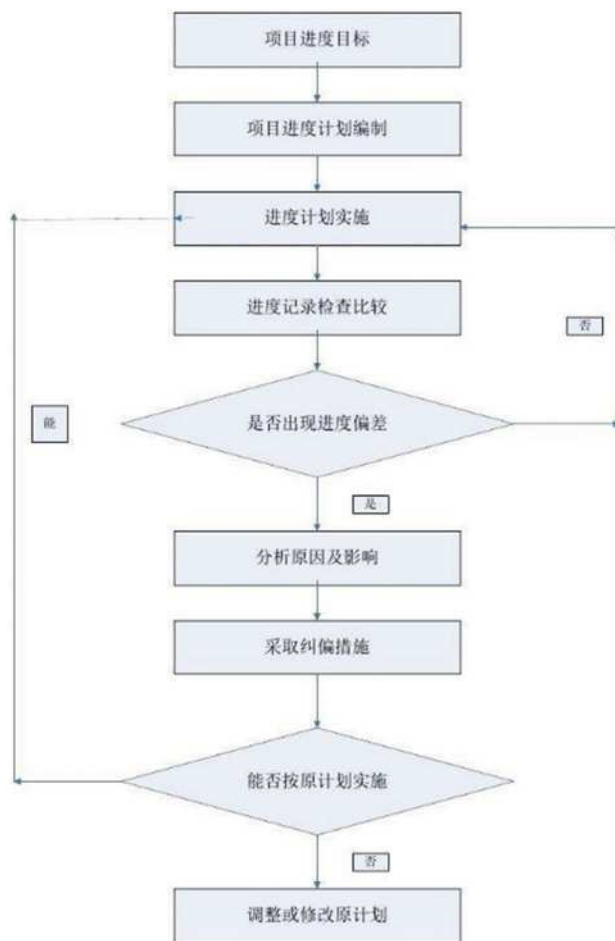 项目进度目标
项目进度计划编制
进度计划实施
进度记录检查比较
否
能
是否出现进度偏差
是
分析原因及影响
采取纠偏措施
能否按原计划实施
否
调整或修改原计划